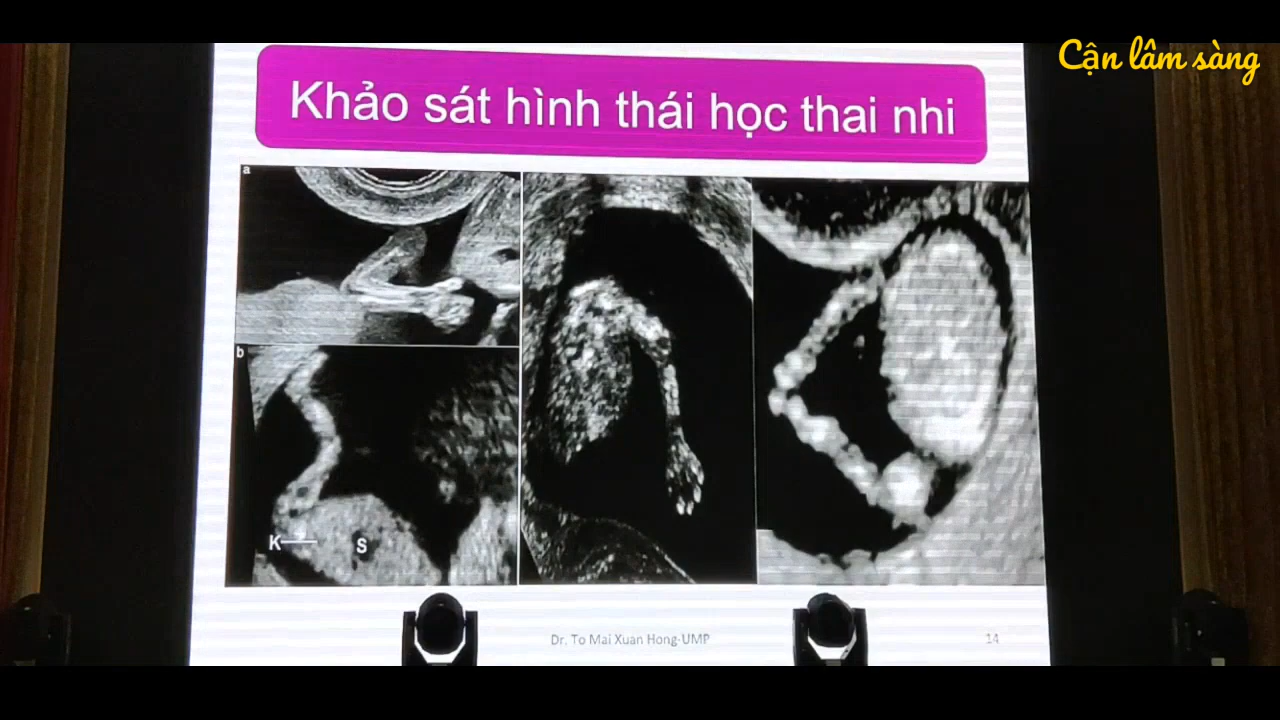 Cận lâm sàng
Khảo sát hình thái học thai nhi
a
b
K
S
Dr. To Mai Xuan Hong-UMP
14